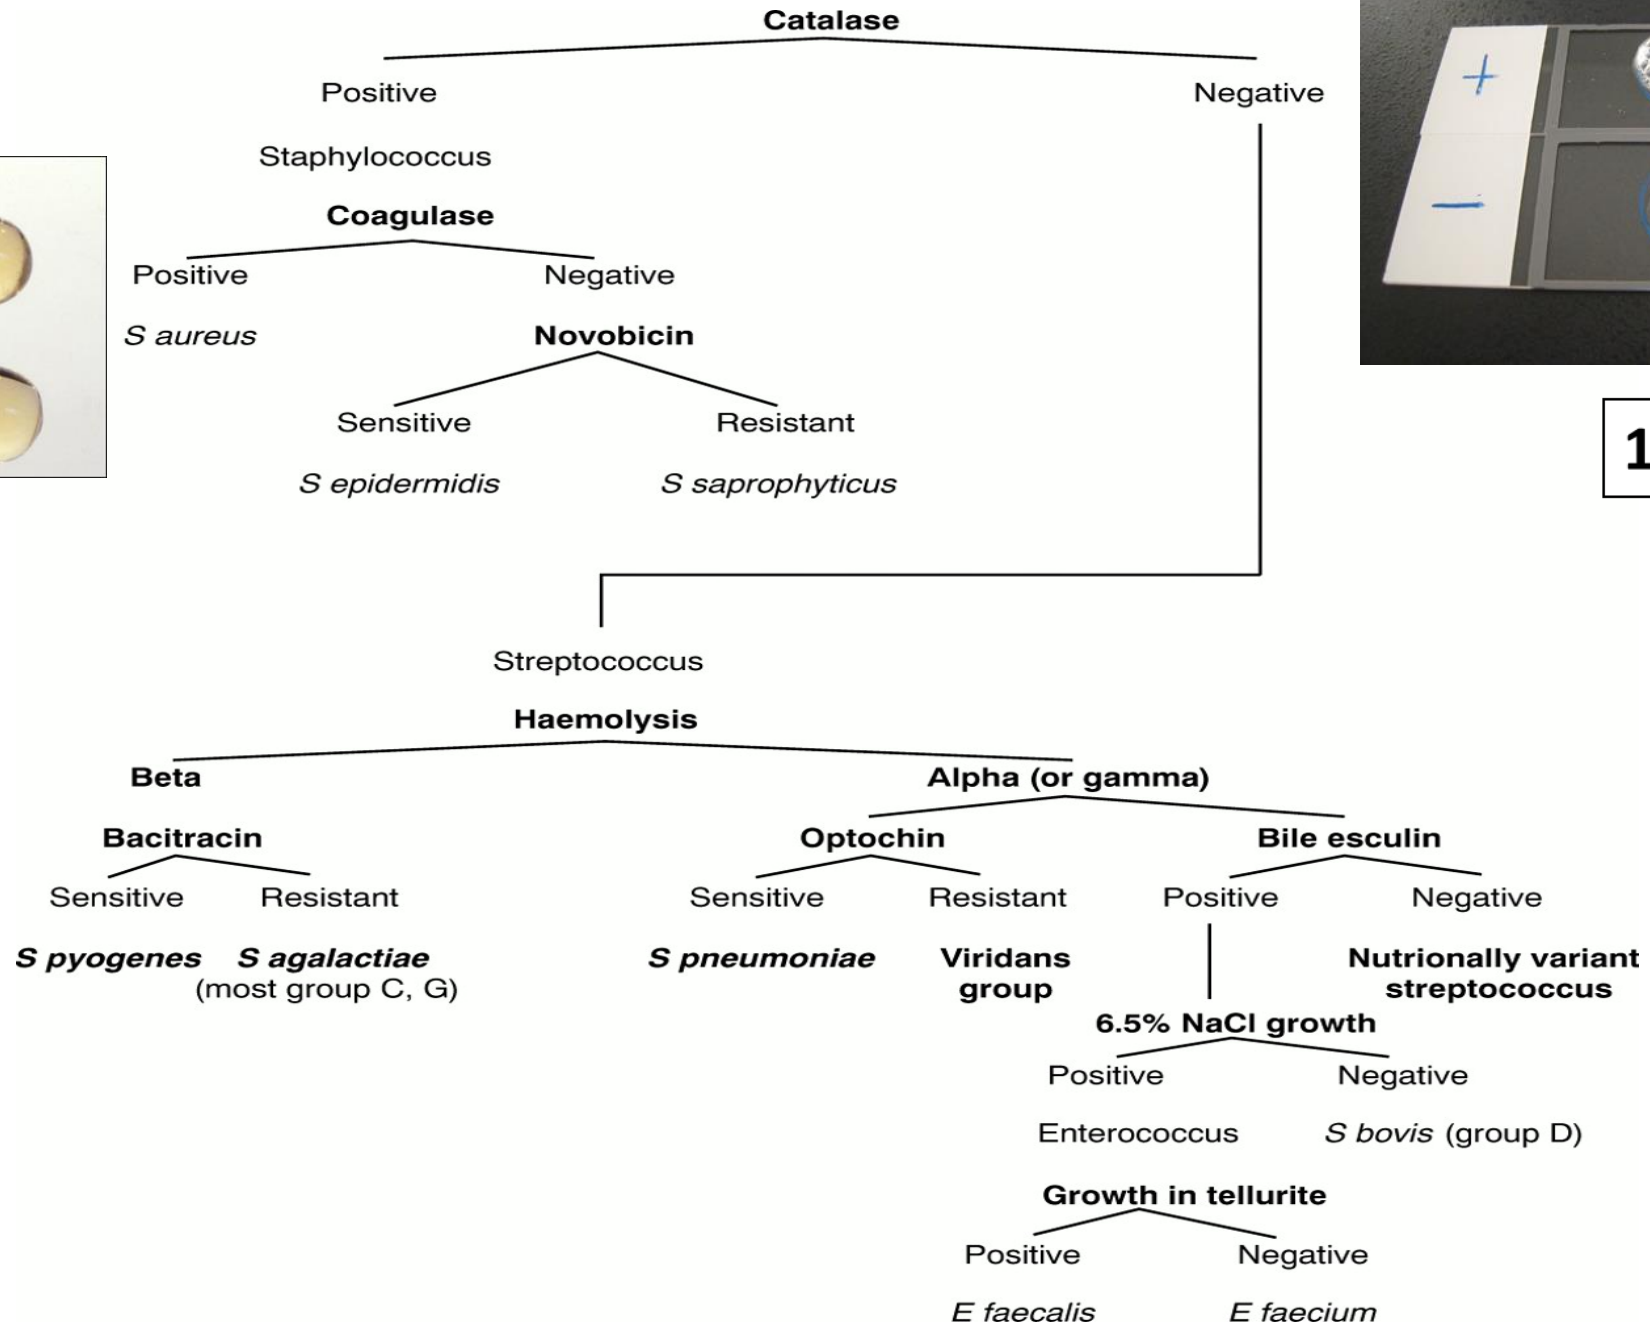 Catalase
+
Positive Negative
Staphylococcus
Coagulase
−
Positive Negative
S aureus Novobicin
Sensitive Resistant
1
S epidermidis S saprophyticus
Streptococcus
Haemolysis
Beta Alpha (or gamma)
Bacitracin Optochin Bile esculin
Sensitive Resistant Sensitive Resistant Positive Negative
S pyogenes S agalactiae S pneumoniae Viridans Nutritionally variant
(most group C, G) group streptococcus
6.5% NaCl growth
Positive Negative
Enterococcus S bovis (group D)
Growth in tellurite
Positive Negative
E faecalis E faecium